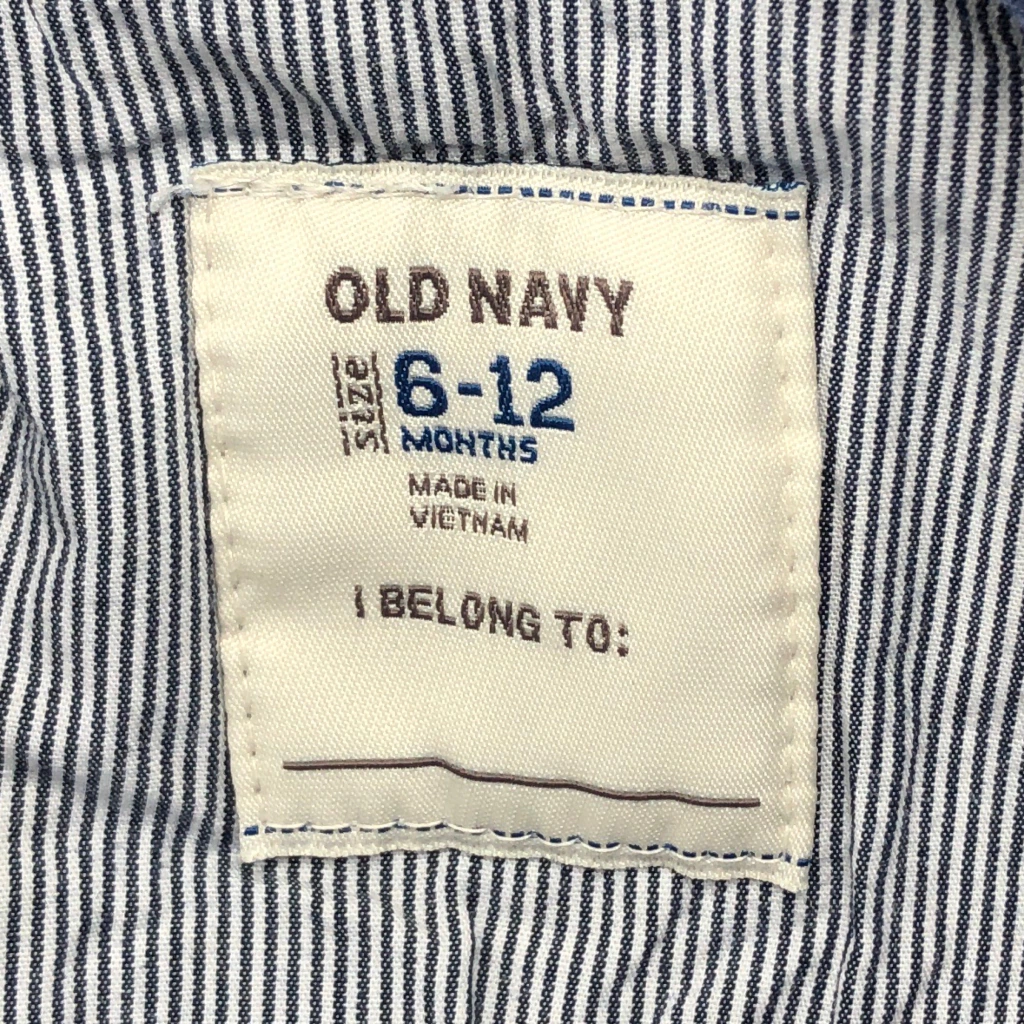 OLD NAVY
size 6-12
MONTHS
MADE IN
VIETNAM
I BELONG TO: